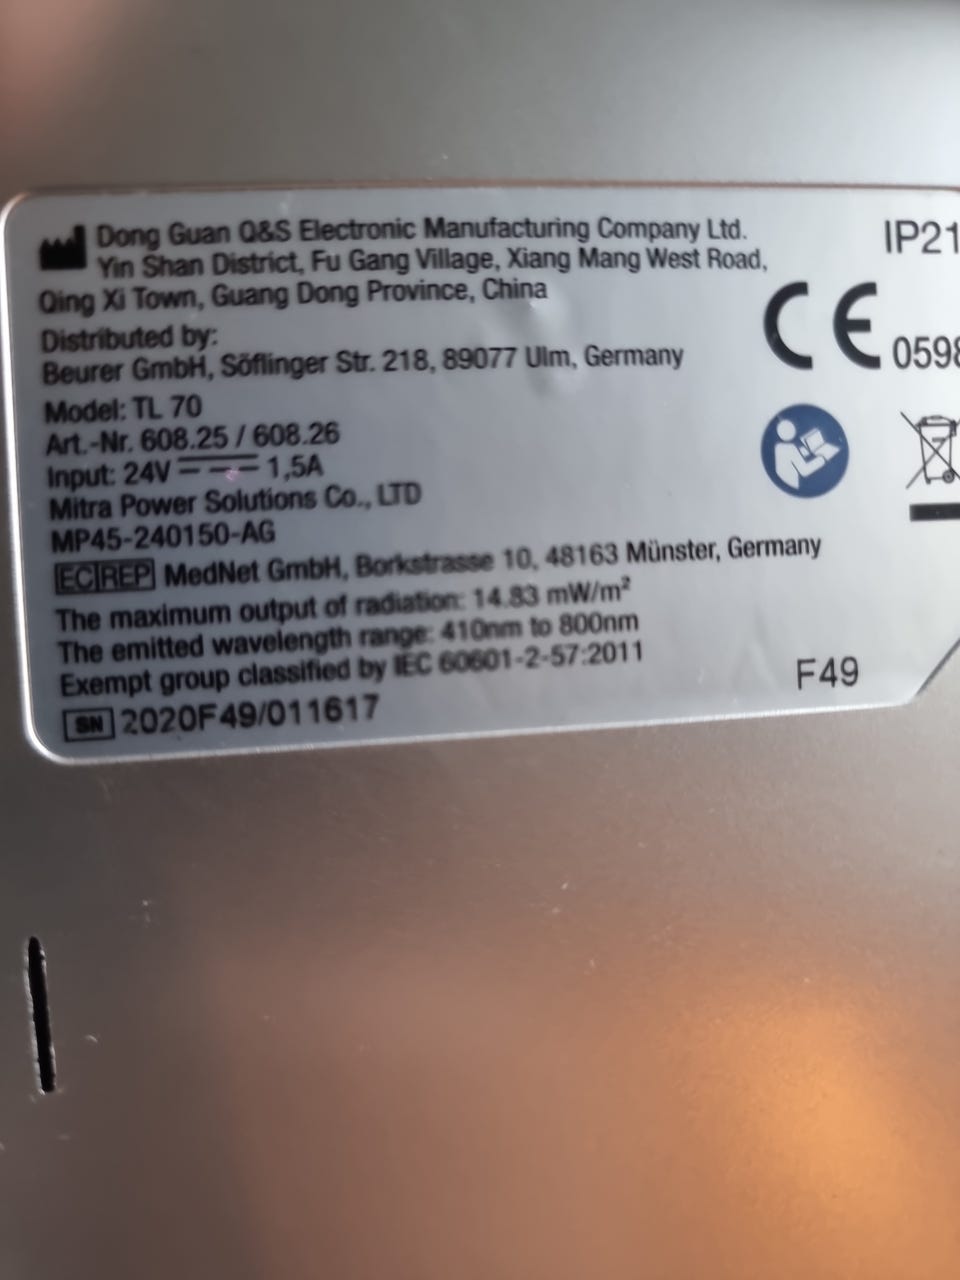 Dong Guan Q&S Electronic Manufacturing Company Ltd.
Yin Shan District, Fu Gang Village, Xiang Mang West Road,
Qing Xi Town, Guang Dong Province, China
IP21
Distributed by:
Beurer GmbH, Söflinger Str. 218, 89077 Ulm, Germany
CE 0598
Model: TL 70
Art.-Nr. 608.25 / 608.26
Input: 24V ⎓ 1,5A
Mitra Power Solutions Co., LTD
MP45-240150-AG
EC REP MedNet GmbH, Borkstrasse 10, 48163 Münster, Germany
The maximum output of radiation: 14.83 mW/m²
The emitted wavelength range: 410nm to 800nm
Exempt group classified by IEC 60601-2-57:2011
F49
SN 2020F49/011617